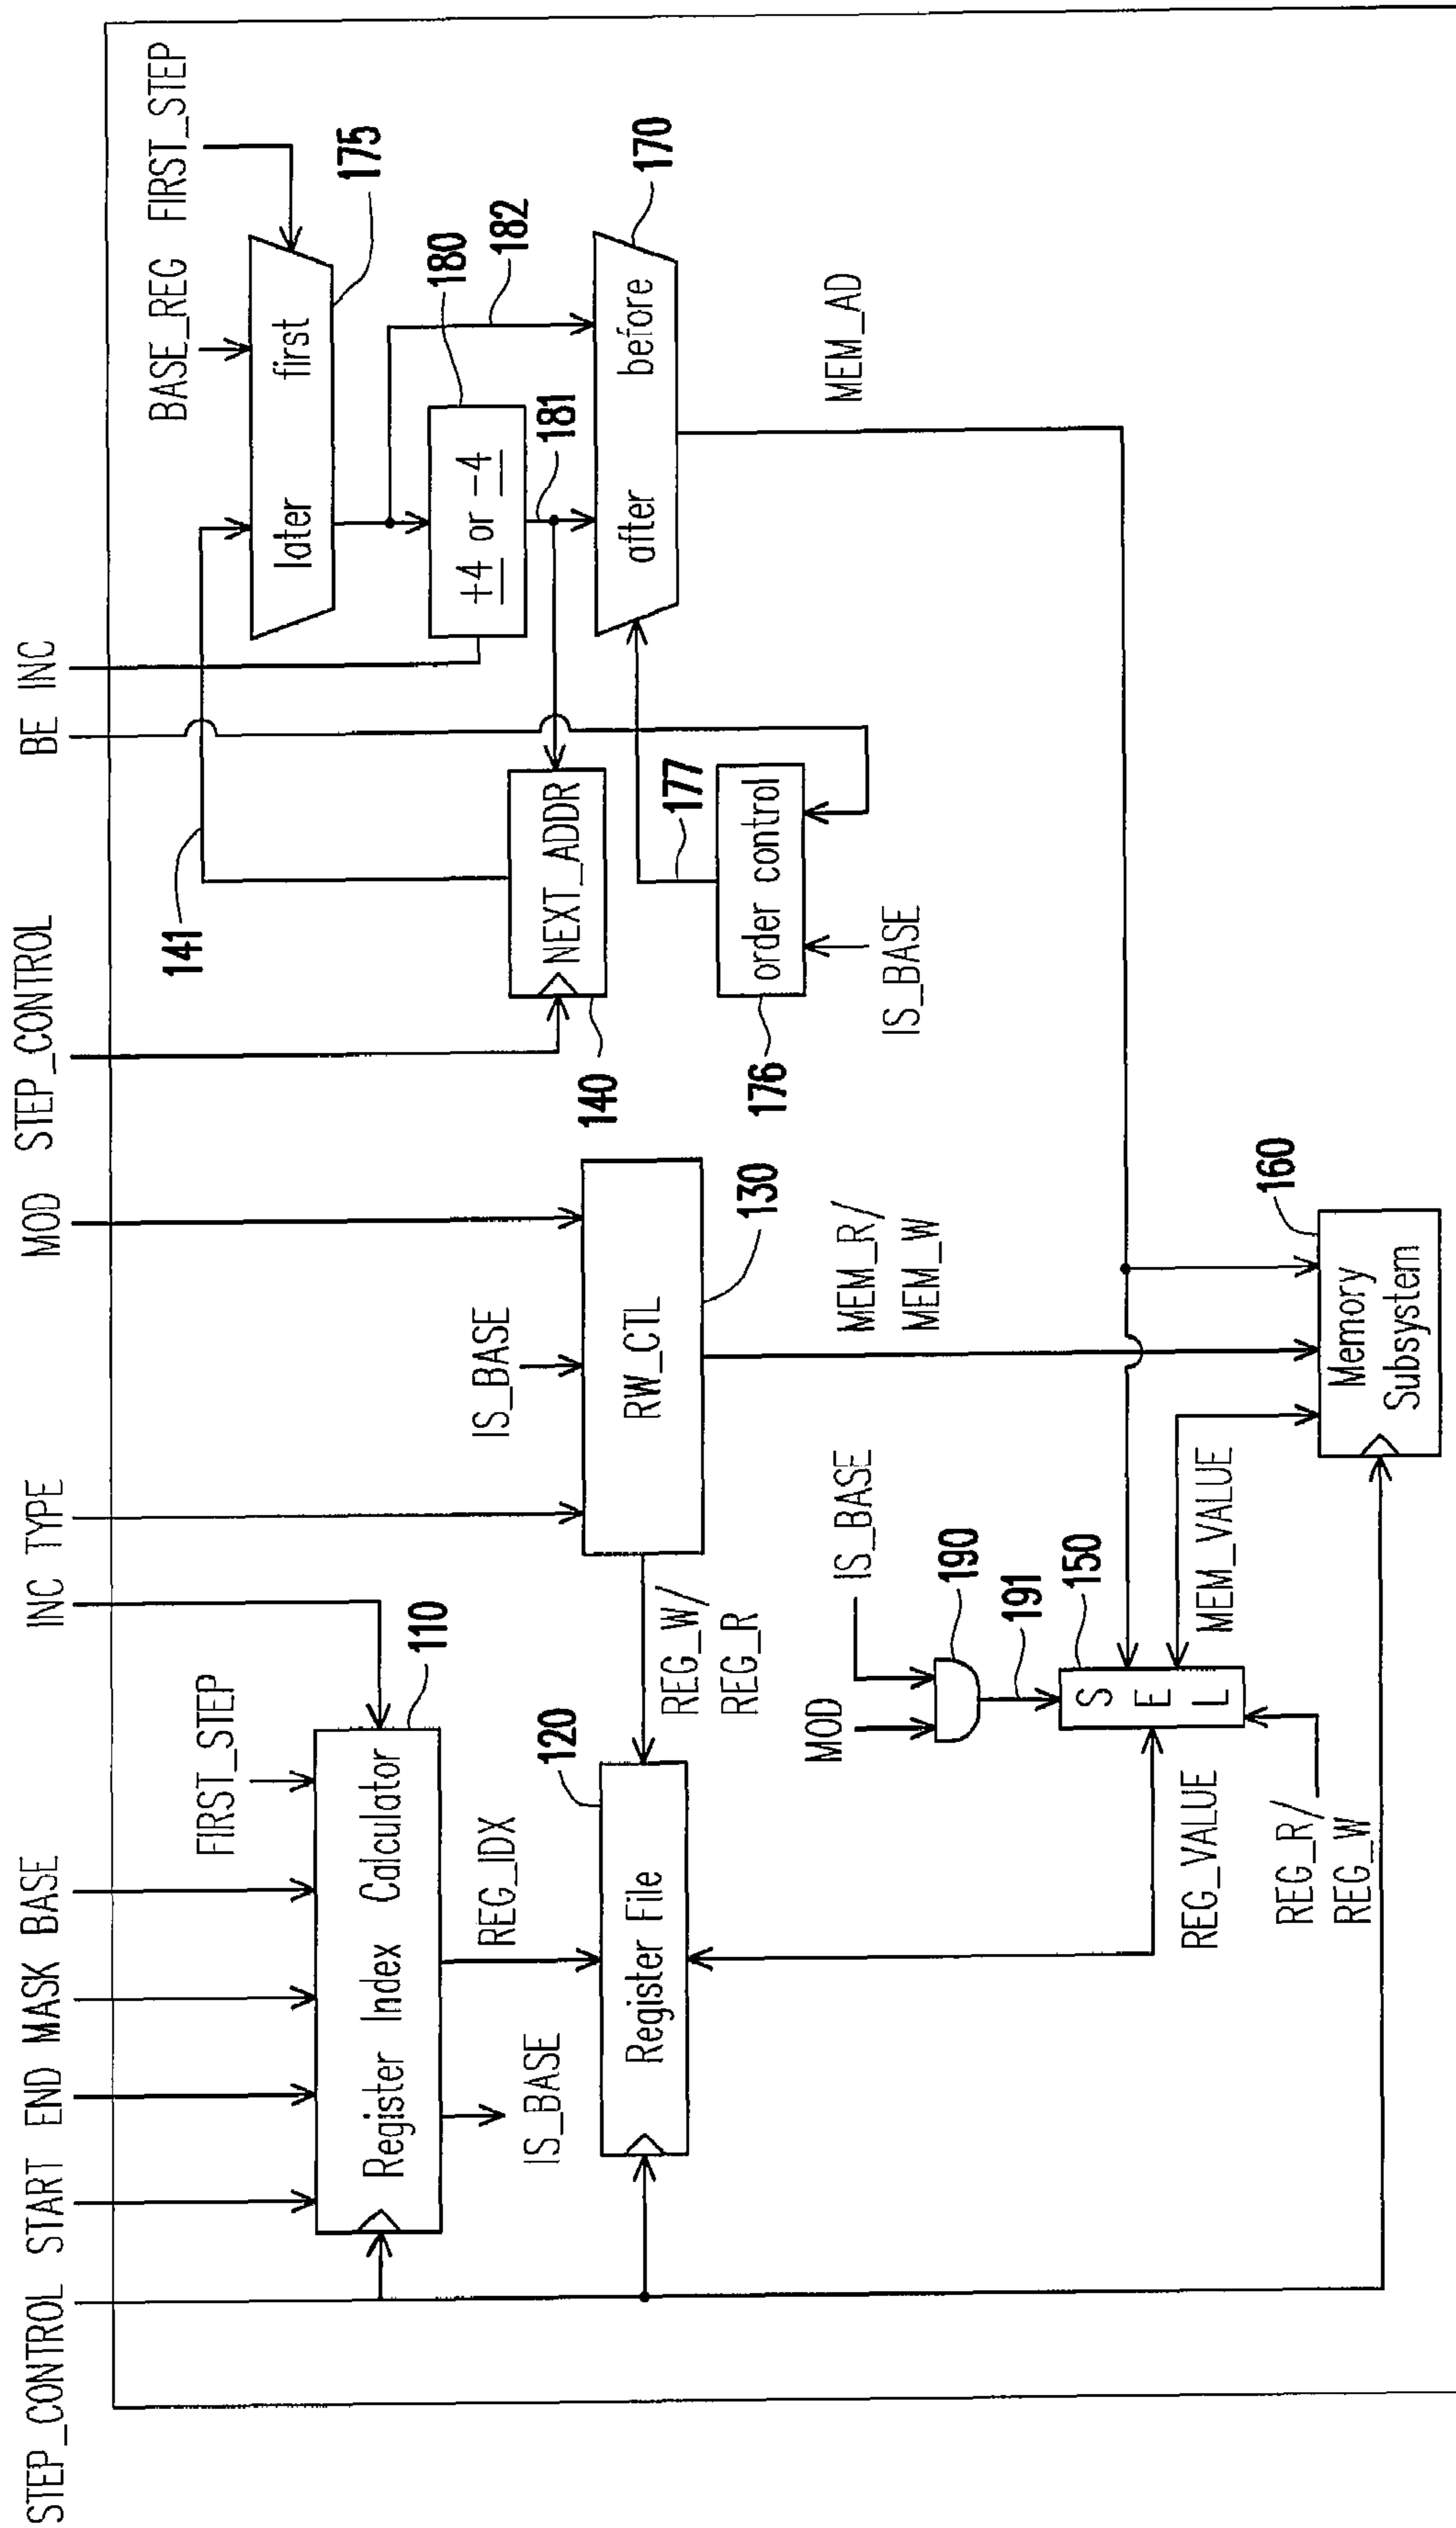 STEP_CONTROL START END MASK BASE INC TYPE MOD STEP_CONTROL BE INC
FIRST_STEP
BASE_REG FIRST_STEP
141
first
later
175
Register Index Calculator
110
180
182
+4 or -4
181
IS_BASE
REG_IDX
IS_BASE
NEXT_ADDR
140
Register File
120
REG_W/
REG_R
RW_CTL
130
177
after before
170
order control
176
IS_BASE
MOD
IS_BASE
190
MEM_R/
MEM_W
MEM_AD
191
SEL
150
REG_VALUE
MEM_VALUE
REG_R/
REG_W
Memory
Subsystem
160